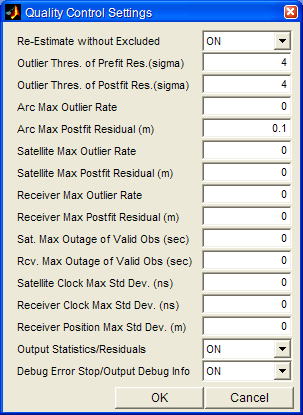 Quality Control Settings
Re-Estimate without Excluded ON
Outlier Thres. of Prefit Res.(sigma) 4
Outlier Thres. of Postfit Res.(sigma) 4
Arc Max Outlier Rate 0
Arc Max Postfit Residual (m) 0.1
Satellite Max Outlier Rate 0
Satellite Max Postfit Residual (m) 0
Receiver Max Outlier Rate 0
Receiver Max Postfit Residual (m) 0
Sat. Max Outage of Valid Obs (sec) 0
Rcv. Max Outage of Valid Obs (sec) 0
Satellite Clock Max Std Dev. (ns) 0
Receiver Clock Max Std Dev. (ns) 0
Receiver Position Max Std Dev. (m) 0
Output Statistics/Residuals ON
Debug Error Stop/Output Debug Info ON
OK Cancel